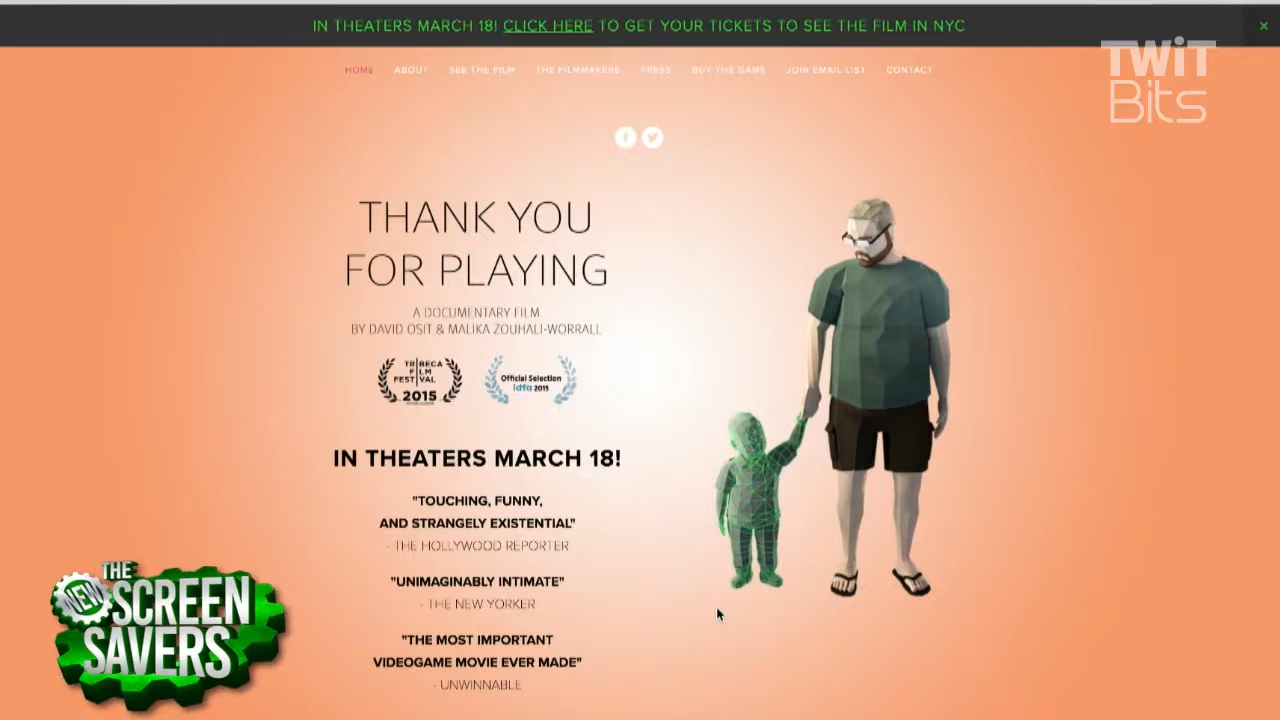 IN THEATERS MARCH 18! CLICK HERE TO GET YOUR TICKETS TO SEE THE FILM IN NYC
×
TWiT
Bits
HOME ABOUT SEE THE FILM THE FILMMAKERS PRESS BUY THE GAME JOIN EMAIL LIST CONTACT
THANK YOU
FOR PLAYING
A DOCUMENTARY FILM
BY DAVID OSIT & MALIKA ZOUHALI-WORRALL
TRIBECA
FILM
FESTIVAL
2015
Official Selection
idfa 2015
IN THEATERS MARCH 18!
"TOUCHING, FUNNY,
AND STRANGELY EXISTENTIAL"
- THE HOLLYWOOD REPORTER
"UNIMAGINABLY INTIMATE"
- THE NEW YORKER
"THE MOST IMPORTANT
VIDEOGAME MOVIE EVER MADE"
- UNWINNABLE
THE
NEW
SCREEN
SAVERS